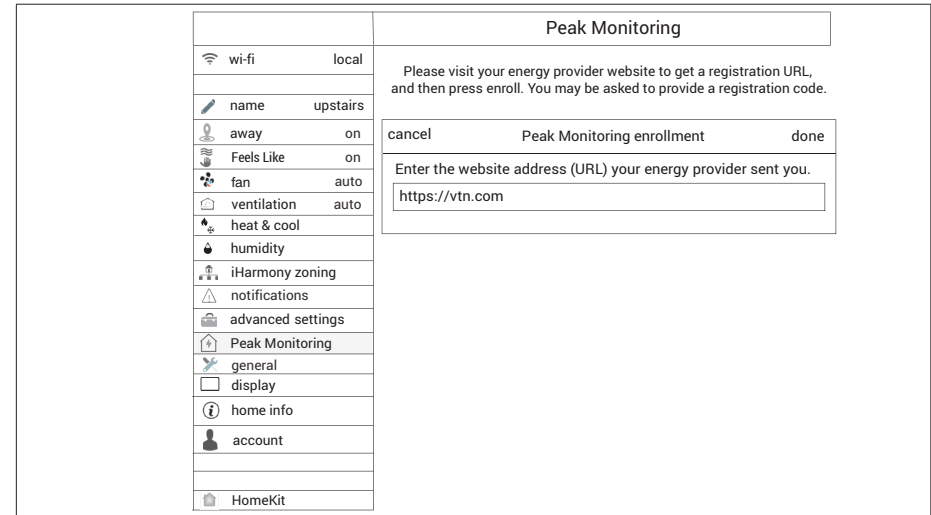 Peak Monitoring
wi-fi local
Please visit your energy provider website to get a registration URL,
and then press enroll. You may be asked to provide a registration code.
name upstairs
away on
Feels Like on
fan auto
ventilation auto
heat & cool
humidity
iHarmony zoning
notifications
advanced settings
Peak Monitoring
general
display
home info
account
HomeKit
cancel Peak Monitoring enrollment done
Enter the website address (URL) your energy provider sent you.
https://vtn.com